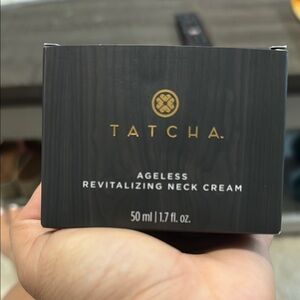 TATCHA
AGELESS
REVITALIZING NECK CREAM
50 ml | 1.7 fl. oz.